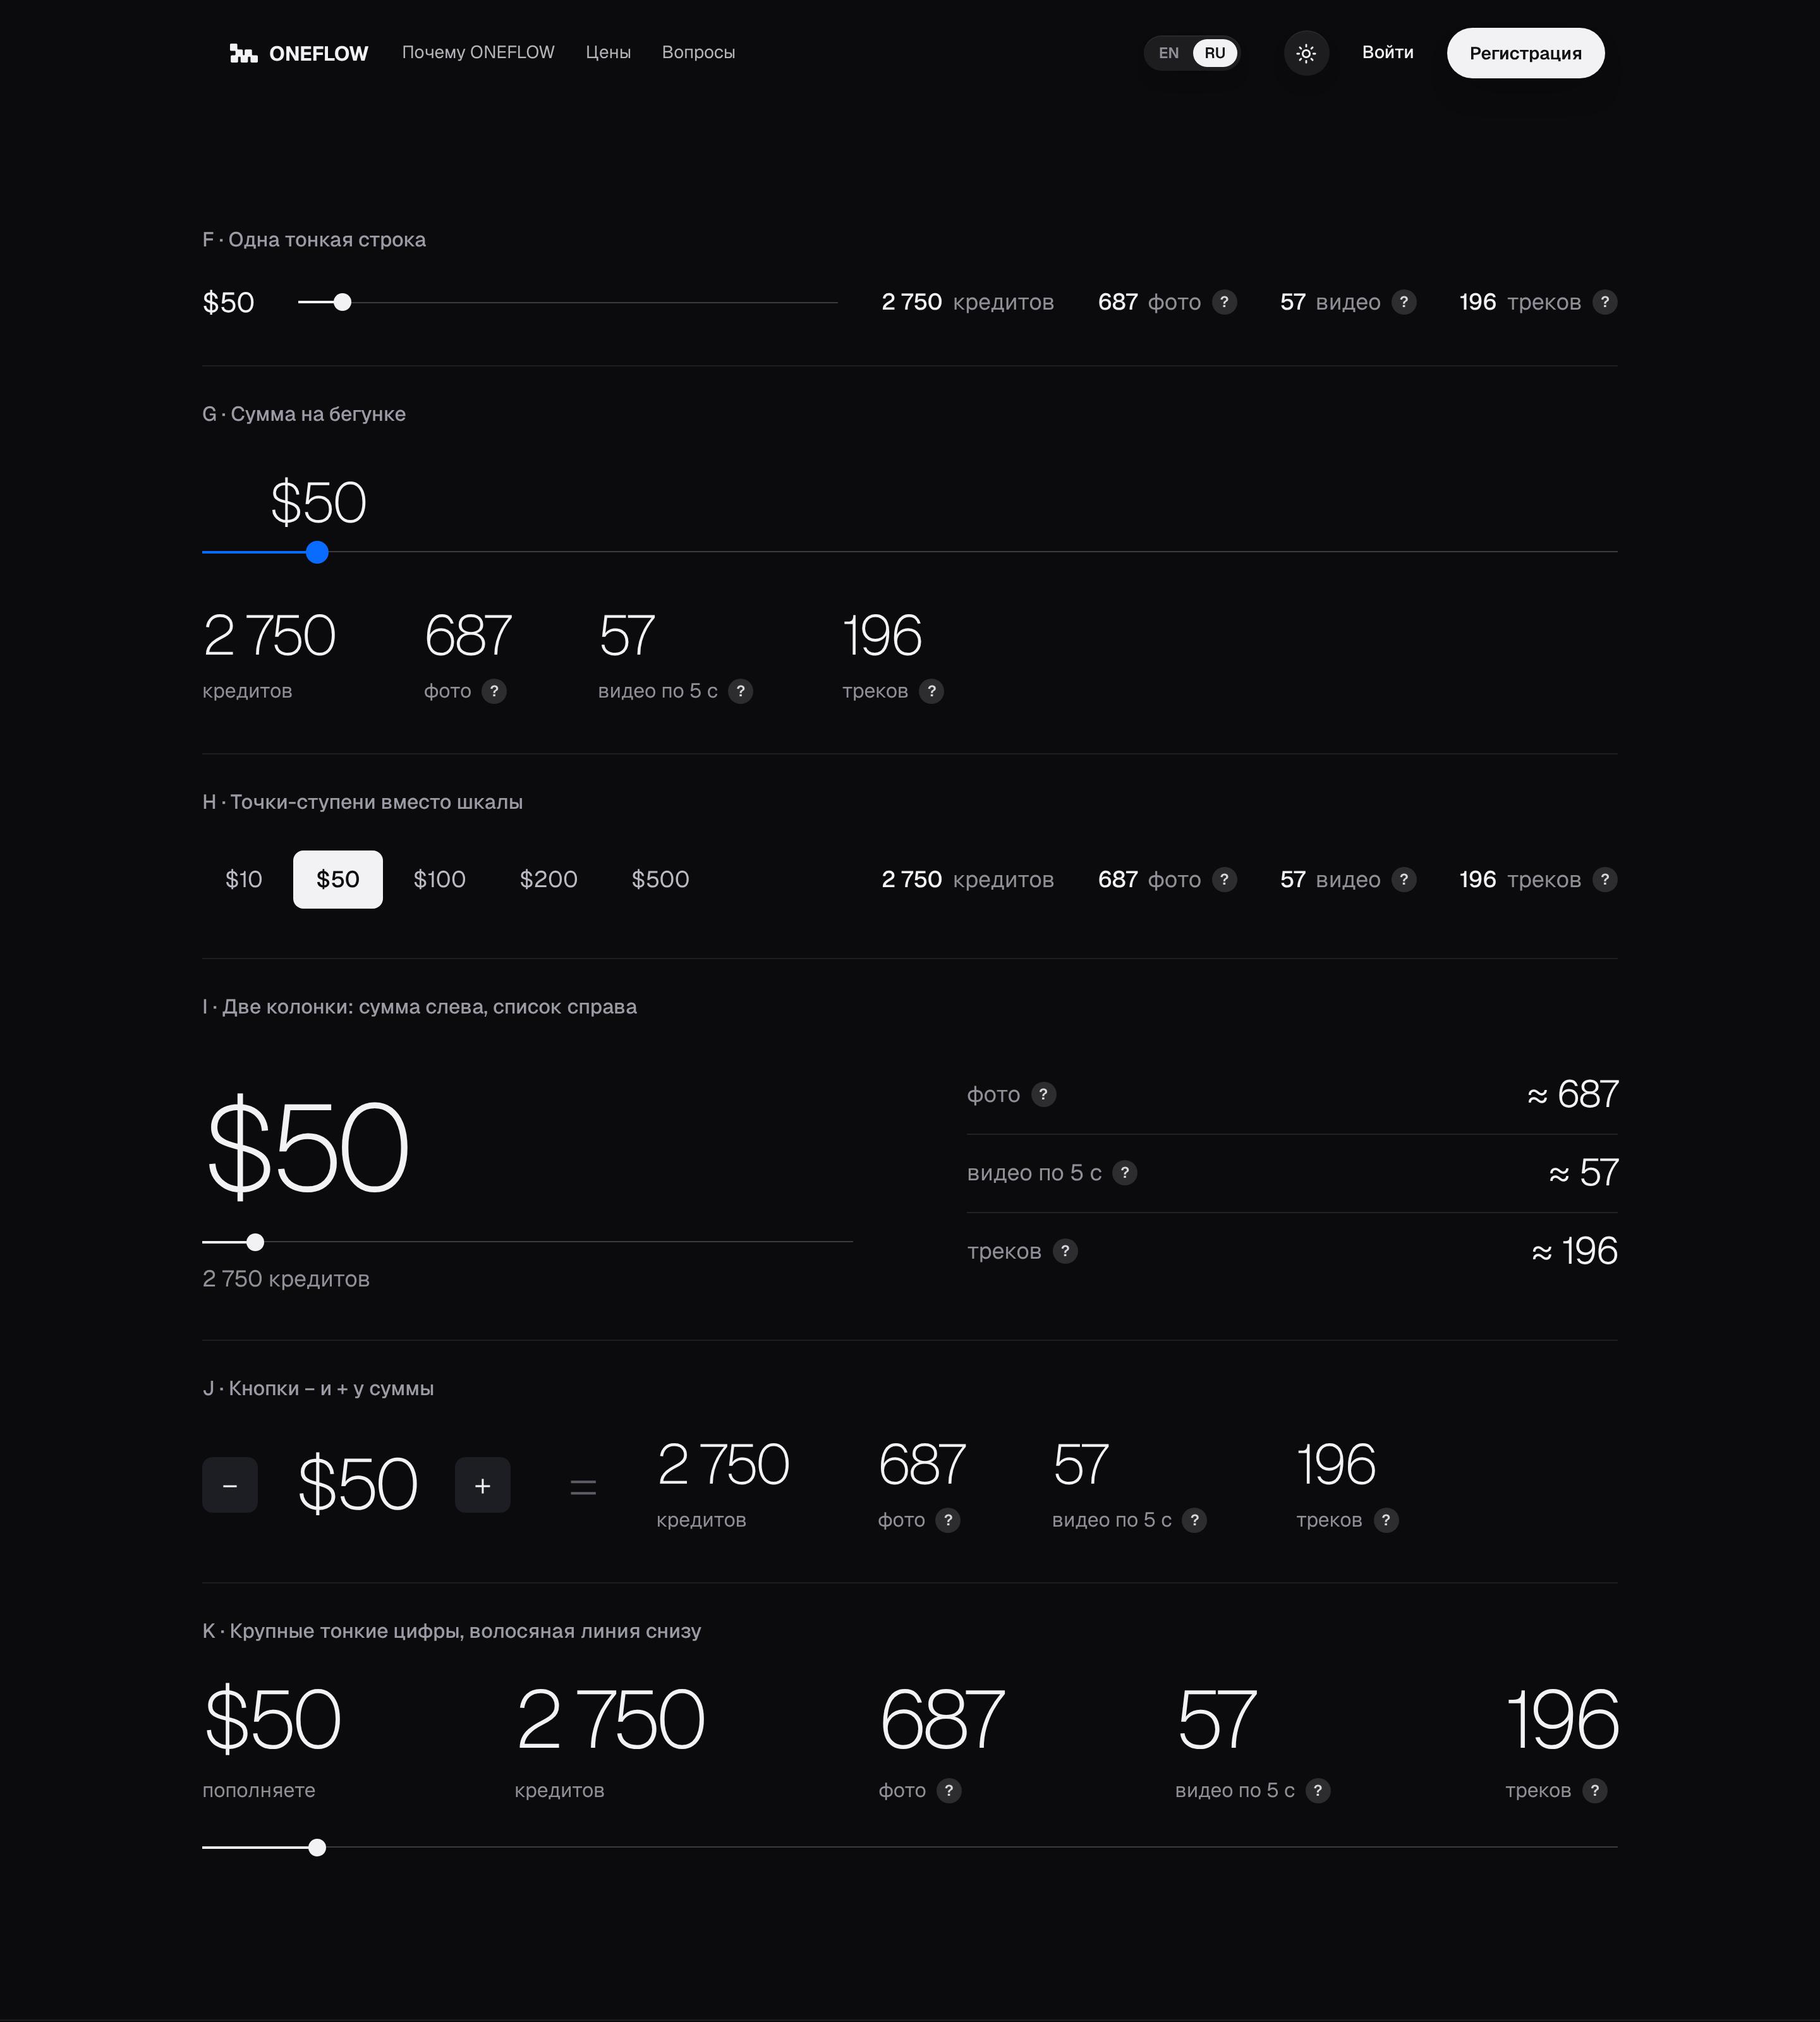 ONEFLOW Почему ONEFLOW Цены Вопросы EN RU Войти Регистрация
F · Одна тонкая строка
$50 2 750 кредитов 687 фото ? 57 видео ? 196 треков ?
G · Сумма на бегунке
$50
2 750 687 57 196
кредитов фото ? видео по 5 с ? треков ?
H · Точки-ступени вместо шкалы
$10 $50 $100 $200 $500 2 750 кредитов 687 фото ? 57 видео ? 196 треков ?
I · Две колонки: сумма слева, список справа
$50
2 750 кредитов
фото ? ≈ 687
видео по 5 с ? ≈ 57
треков ? ≈ 196
J · Кнопки – и + у суммы
– $50 + = 2 750 687 57 196
кредитов фото ? видео по 5 с ? треков ?
K · Крупные тонкие цифры, волосяная линия снизу
$50 2 750 687 57 196
пополняете кредитов фото ? видео по 5 с ? треков ?